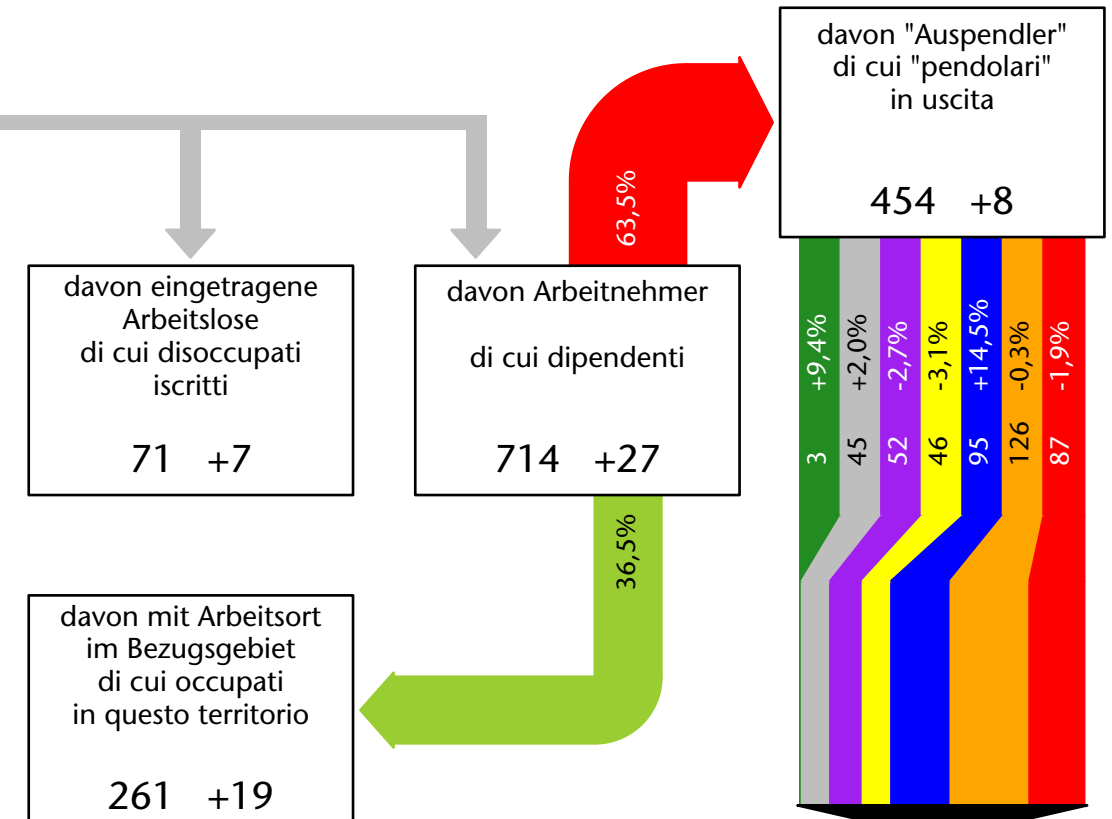 davon "Auspendler"
di cui "pendolari"
in uscita
454 +8
63,5%
davon eingetragene
Arbeitslose
di cui disoccupati
iscritti
71 +7
davon Arbeitnehmer
di cui dipendenti
714 +27
3 +9,4%
45 +2,0%
52 -2,7%
46 -3,1%
95 +14,5%
126 -0,3%
87 -1,9%
36,5%
davon mit Arbeitsort
im Bezugsgebiet
di cui occupati
in questo territorio
261 +19